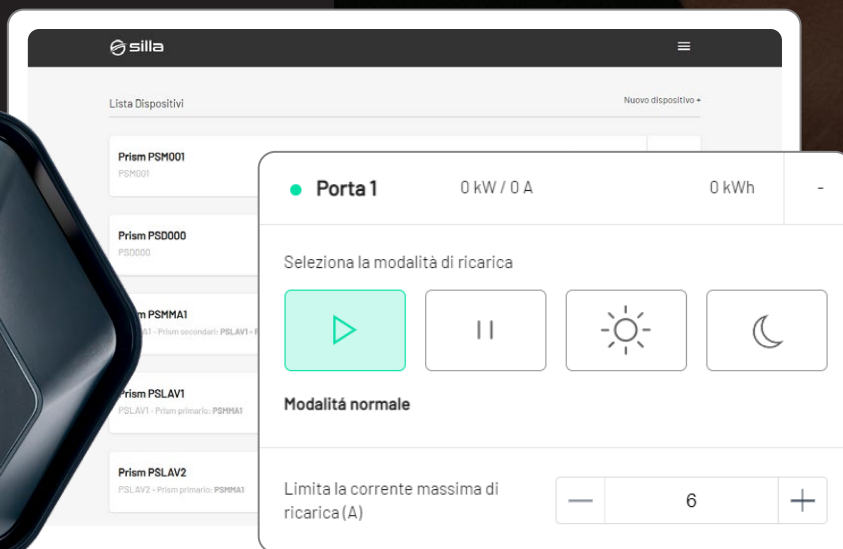 silla
Lista Dispositivi
Nuovo dispositivo +
Prism PSM001
PSM001
Prism PSD000
PSD000
PSMMA1
- Prism secondari: PSLAV1 -
Prism PSLAV1
PSLAV1 - Prism primario: PSMMA1
Prism PSLAV2
PSLAV2 - Prism primario: PSMMA1
Porta 1
0 kW / 0 A
0 kWh
-
Seleziona la modalità di ricarica
Modalitá normale
Limita la corrente massima di
ricarica (A)
— 6 +